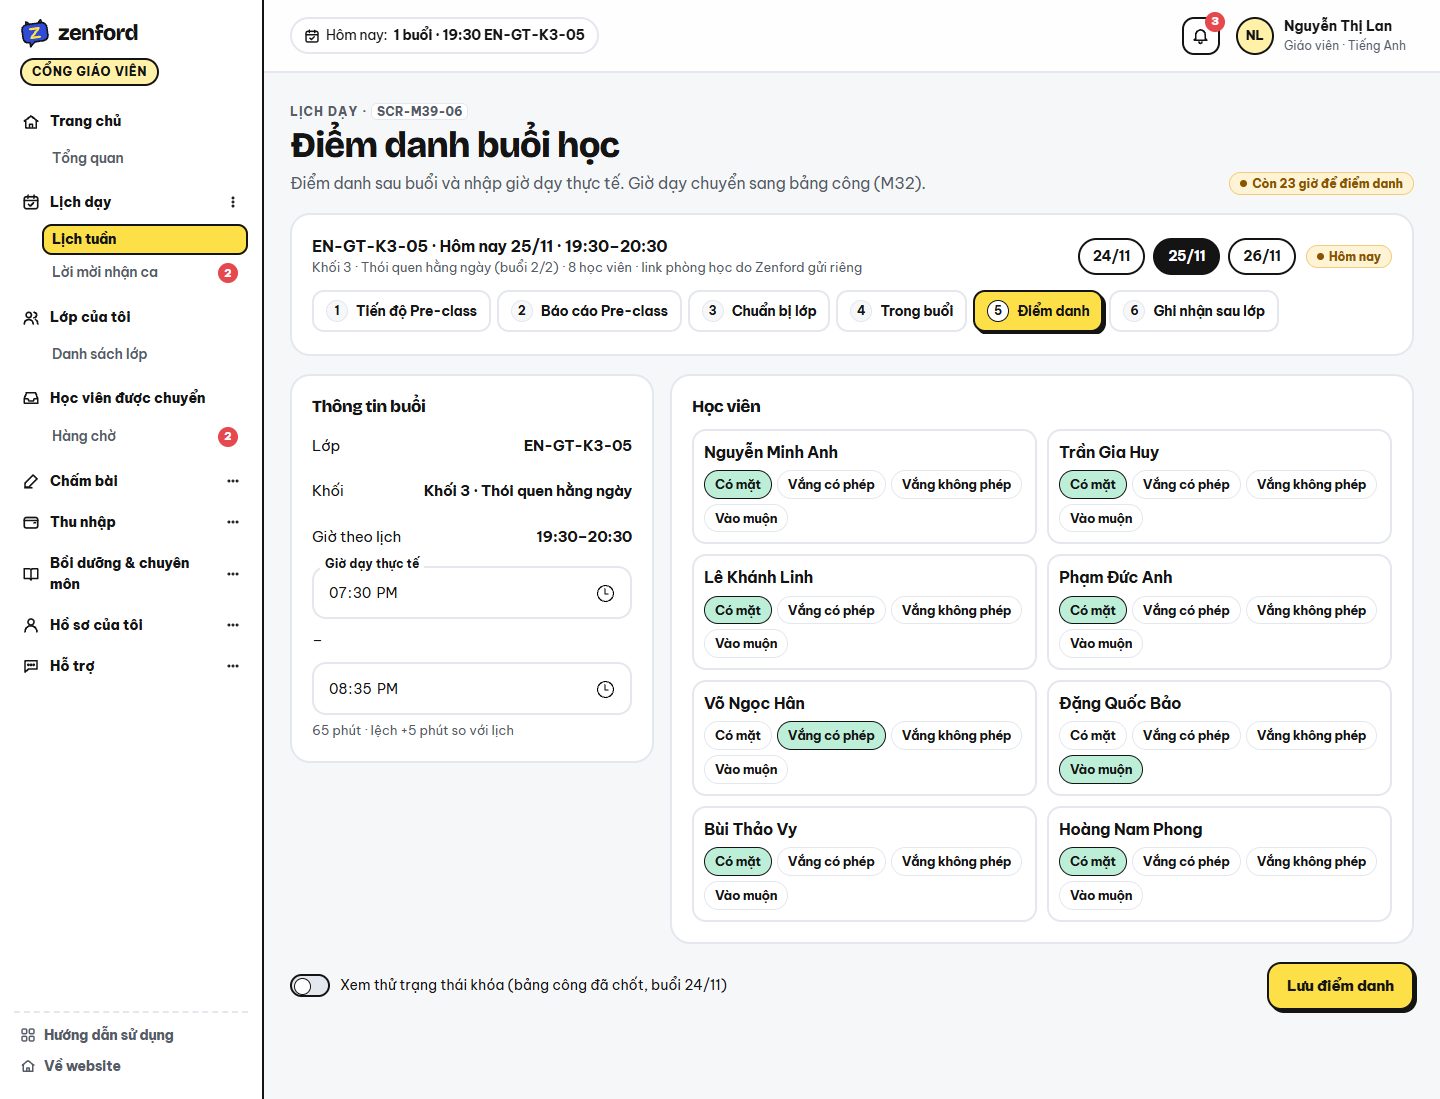 zenford
CỔNG GIÁO VIÊN
Trang chủ
Tổng quan
Lịch dạy
Lịch tuần
Lời mời nhận ca
2
Lớp của tôi
Danh sách lớp
Học viên được chuyển
Hàng chờ
2
Chấm bài
Thu nhập
Bồi dưỡng & chuyên
môn
Hồ sơ của tôi
Hỗ trợ
Hướng dẫn sử dụng
Về website
Hôm nay: 1 buổi · 19:30 EN-GT-K3-05
3
NL
Nguyễn Thị Lan
Giáo viên · Tiếng Anh
LỊCH DẠY · SCR-M39-06
Điểm danh buổi học
Điểm danh sau buổi và nhập giờ dạy thực tế. Giờ dạy chuyển sang bảng công (M32).
Còn 23 giờ để điểm danh
EN-GT-K3-05 · Hôm nay 25/11 · 19:30–20:30
Khối 3 · Thói quen hằng ngày (buổi 2/2) · 8 học viên · link phòng học do Zenford gửi riêng
24/11 25/11 26/11 Hôm nay
1 Tiến độ Pre-class 2 Báo cáo Pre-class 3 Chuẩn bị lớp 4 Trong buổi 5 Điểm danh 6 Ghi nhận sau lớp
Thông tin buổi
Lớp EN-GT-K3-05
Khối Khối 3 · Thói quen hằng ngày
Giờ theo lịch 19:30–20:30
Giờ dạy thực tế
07:30 PM
–
08:35 PM
65 phút · lệch +5 phút so với lịch
Học viên
Nguyễn Minh Anh
Có mặt Vắng có phép Vắng không phép
Vào muộn
Trần Gia Huy
Có mặt Vắng có phép Vắng không phép
Vào muộn
Lê Khánh Linh
Có mặt Vắng có phép Vắng không phép
Vào muộn
Phạm Đức Anh
Có mặt Vắng có phép Vắng không phép
Vào muộn
Võ Ngọc Hân
Có mặt Vắng có phép Vắng không phép
Vào muộn
Đặng Quốc Bảo
Có mặt Vắng có phép Vắng không phép
Vào muộn
Bùi Thảo Vy
Có mặt Vắng có phép Vắng không phép
Vào muộn
Hoàng Nam Phong
Có mặt Vắng có phép Vắng không phép
Vào muộn
Xem thử trạng thái khóa (bảng công đã chốt, buổi 24/11)
Lưu điểm danh